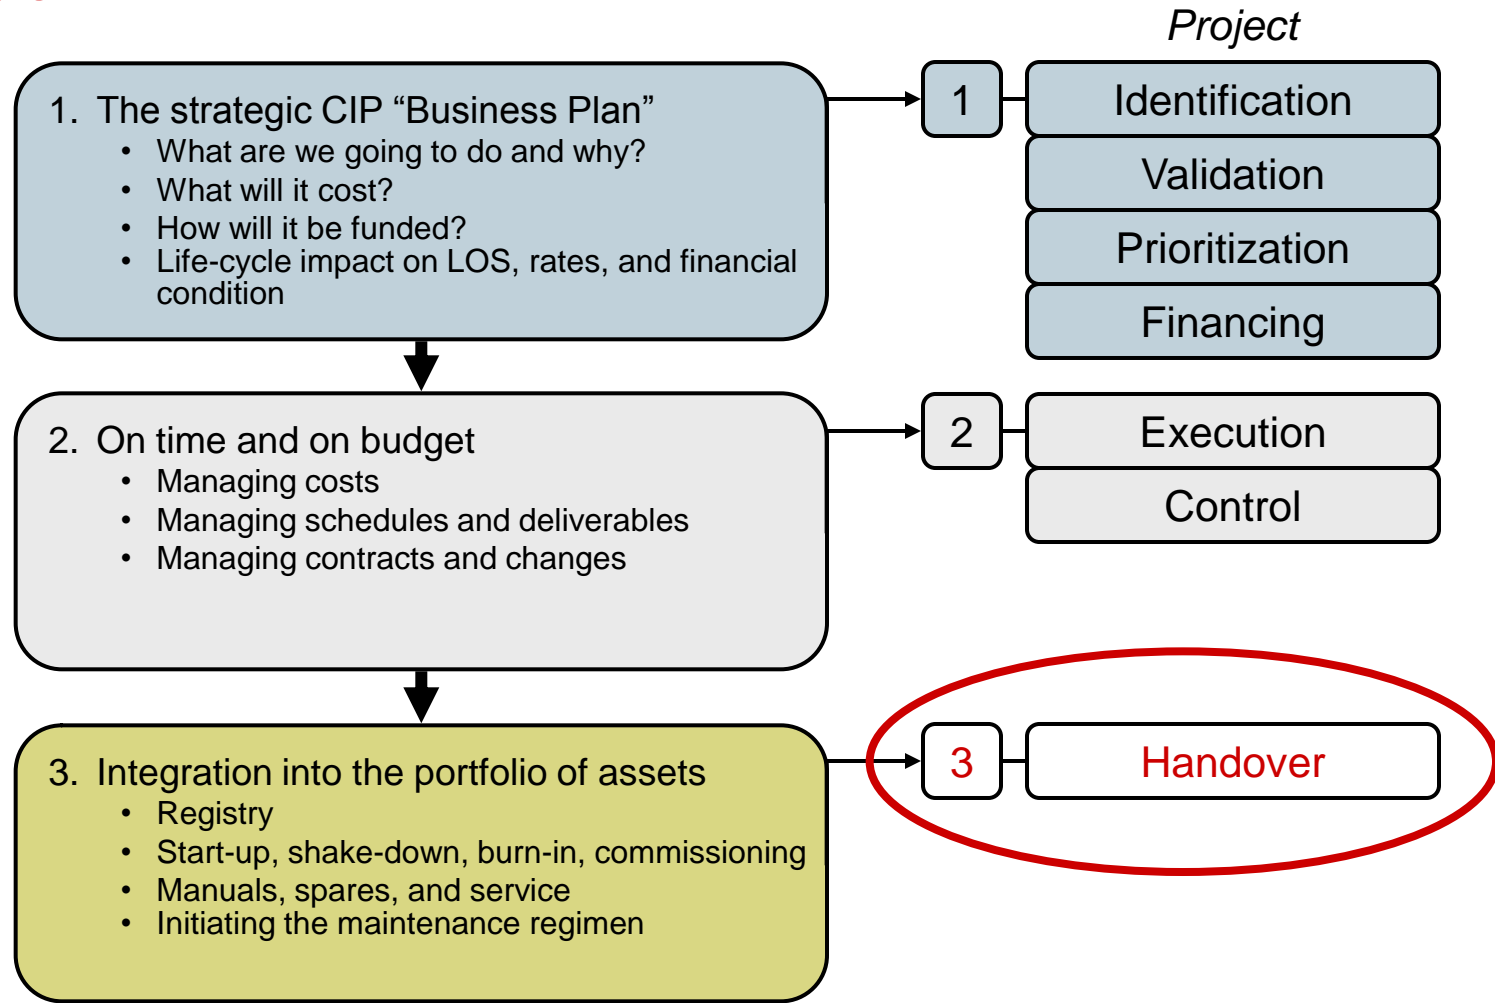 Project
1. The strategic CIP “Business Plan”
• What are we going to do and why?
• What will it cost?
• How will it be funded?
• Life-cycle impact on LOS, rates, and financial
condition
1
Identification
Validation
Prioritization
Financing
2. On time and on budget
• Managing costs
• Managing schedules and deliverables
• Managing contracts and changes
2
Execution
Control
3. Integration into the portfolio of assets
• Registry
• Start-up, shake-down, burn-in, commissioning
• Manuals, spares, and service
• Initiating the maintenance regimen
3
Handover